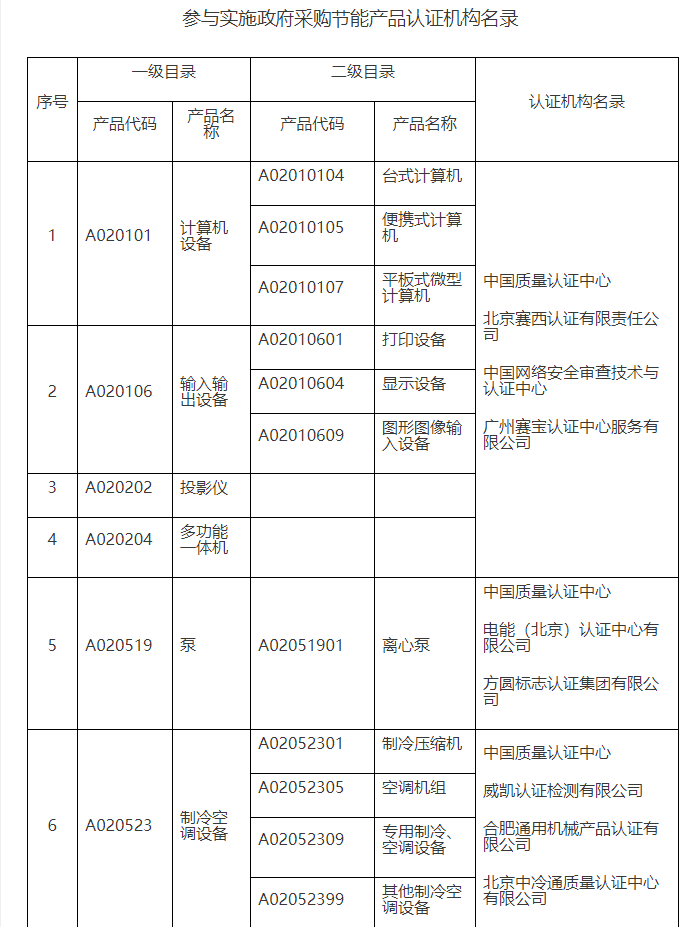 参与实施政府采购节能产品认证机构名录
序号
一级目录
二级目录
认证机构名录
产品代码
产品名
称
产品代码
产品名称
1
A020101
计算机
设备
A02010104
台式计算机
A02010105
便携式计算
机
A02010107
平板式微型
计算机
中国质量认证中心
北京赛西认证有限责任公
司
中国网络安全审查技术与
认证中心
广州赛宝认证中心服务有
限公司
2
A020106
输入输
出设备
A02010601
打印设备
A02010604
显示设备
A02010609
图形图像输
入设备
3
A020202
投影仪
4
A020204
多功能
一体机
5
A020519
泵
A02051901
离心泵
中国质量认证中心
电能（北京）认证中心有
限公司
方圆标志认证集团有限公
司
6
A020523
制冷空
调设备
A02052301
制冷压缩机
A02052305
空调机组
A02052309
专用制冷、
空调设备
A02052399
其他制冷空
调设备
中国质量认证中心
威凯认证检测有限公司
合肥通用机械产品认证有
限公司
北京中冷通质量认证中心
有限公司